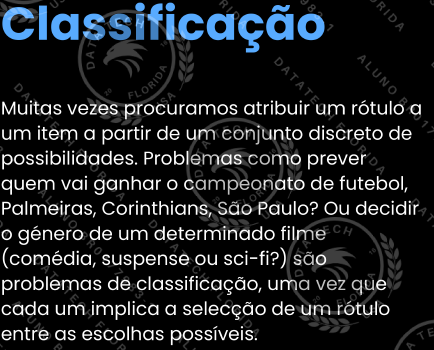 Classificação
Muitas vezes procuramos atribuir um rótulo a
um item a partir de um conjunto discreto de
possibilidades. Problemas como prever
quem vai ganhar o campeonato de futebol,
Palmeiras, Corinthians, São Paulo? Ou decidir
o género de um determinado filme
(comédia, suspense ou sci-fi?) são
problemas de classificação, uma vez que
cada um implica a selecção de um rótulo
entre as escolhas possíveis.